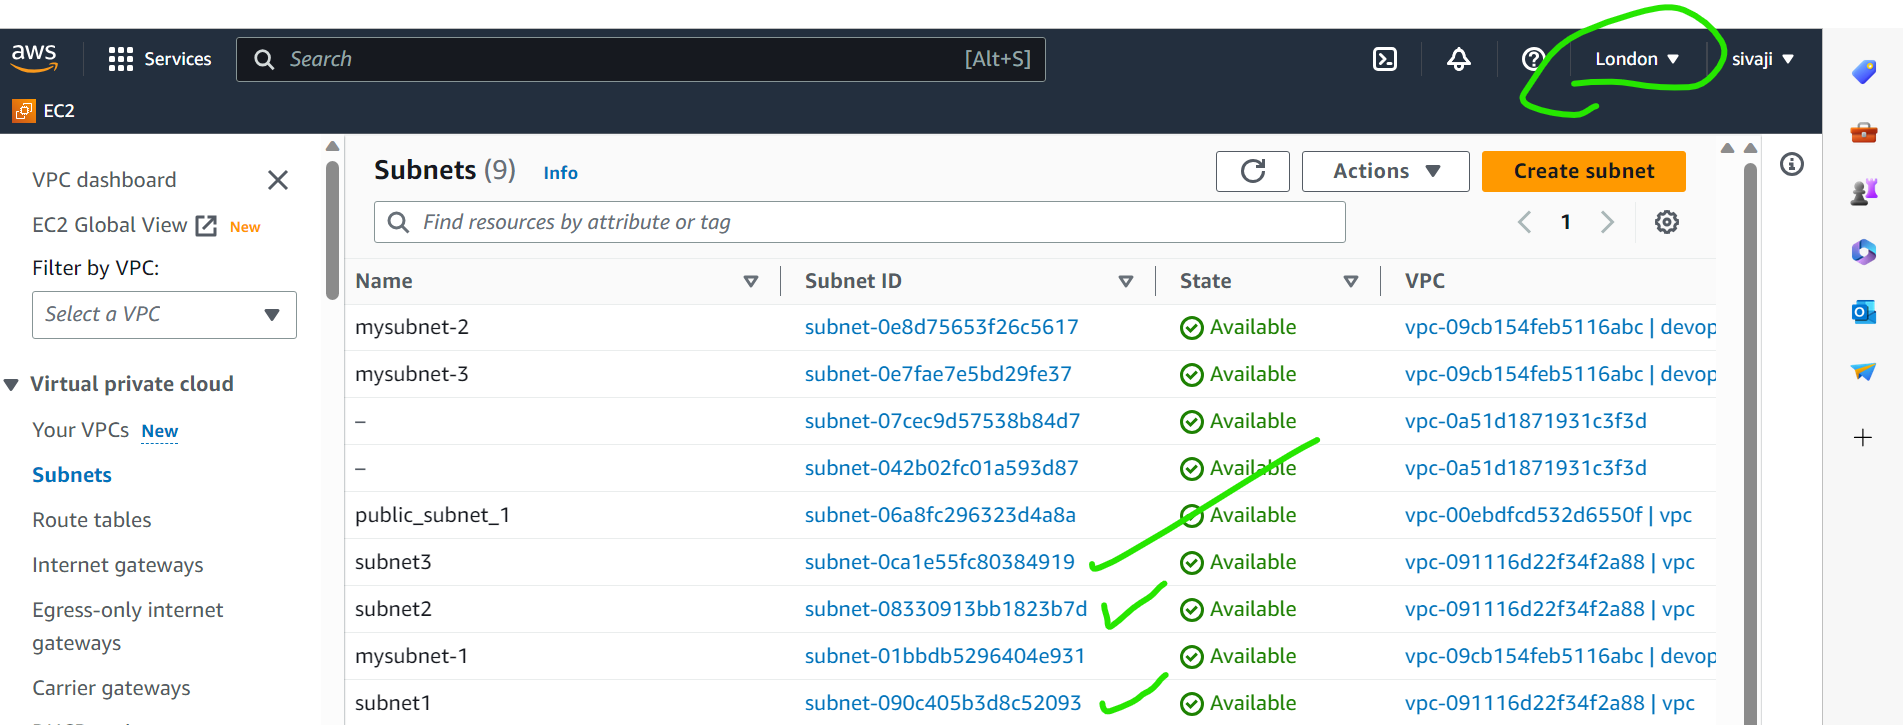 aws Services Search [Alt+S] London sivaji
EC2
VPC dashboard
EC2 Global View New
Filter by VPC:
Select a VPC
Virtual private cloud
Your VPCs New
Subnets
Route tables
Internet gateways
Egress-only internet
gateways
Carrier gateways
Subnets (9) Info Actions Create subnet
Find resources by attribute or tag 1
Name Subnet ID State VPC
mysubnet-2 subnet-0e8d75653f26c5617 Available vpc-09cb154feb5116abc | devop
mysubnet-3 subnet-0e7fae7e5bd29fe37 Available vpc-09cb154feb5116abc | devop
– subnet-07cec9d57538b84d7 Available vpc-0a51d1871931c3f3d
– subnet-042b02fc01a593d87 Available vpc-0a51d1871931c3f3d
public_subnet_1 subnet-06a8fc296323d4a8a Available vpc-00ebdfcd532d6550f | vpc
subnet3 subnet-0ca1e55fc80384919 Available vpc-091116d22f34f2a88 | vpc
subnet2 subnet-08330913bb1823b7d Available vpc-091116d22f34f2a88 | vpc
mysubnet-1 subnet-01bbdb5296404e931 Available vpc-09cb154feb5116abc | devop
subnet1 subnet-090c405b3d8c52093 Available vpc-091116d22f34f2a88 | vpc